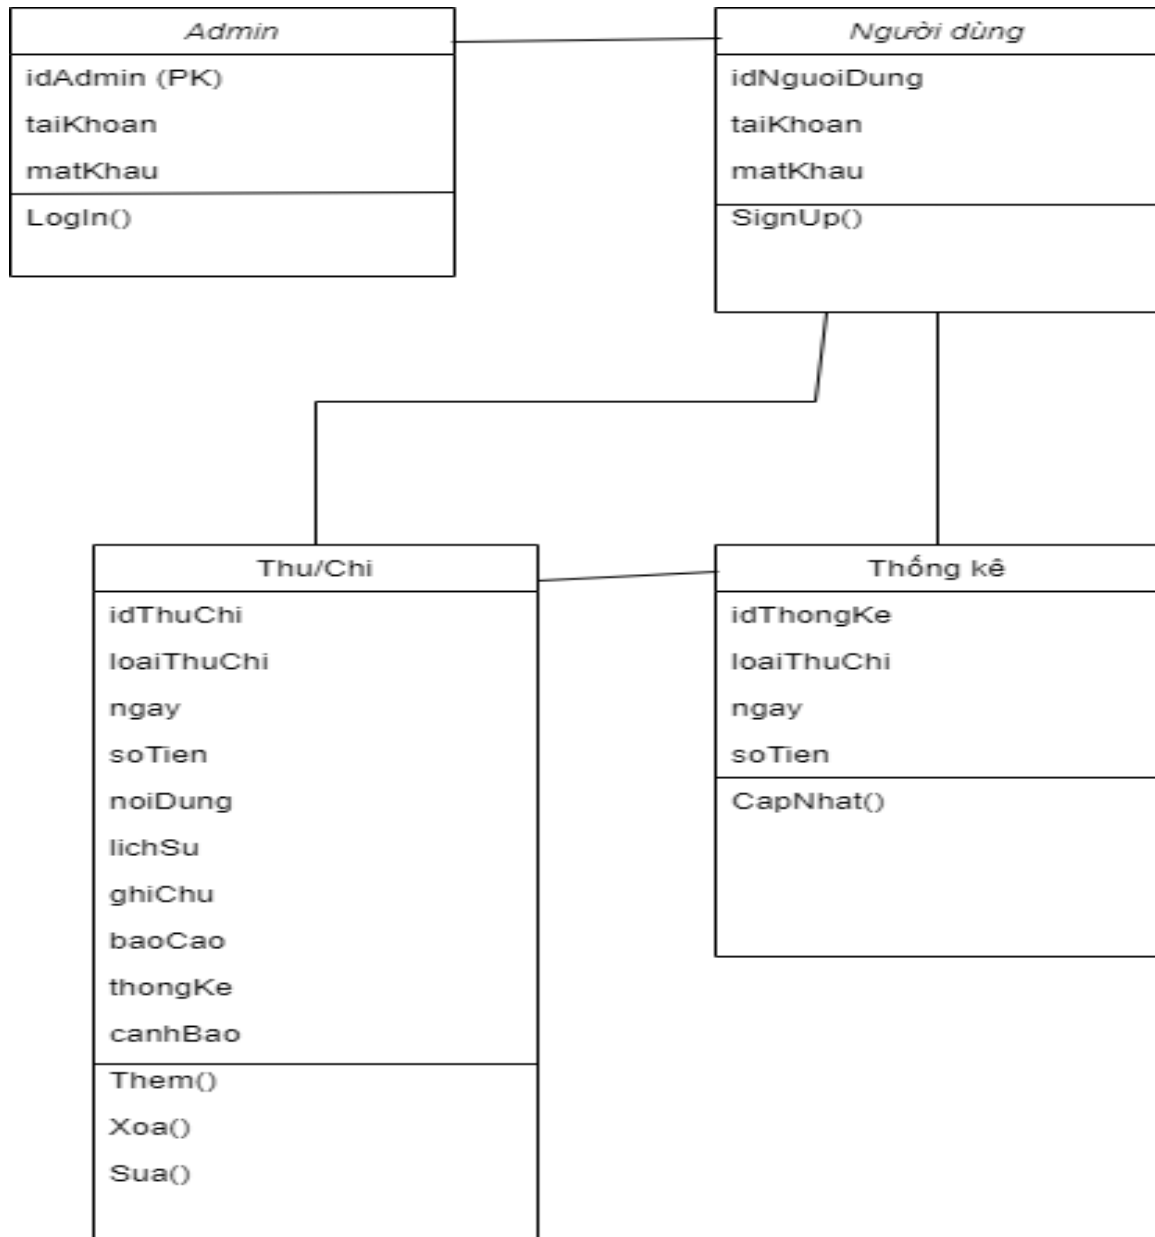 Admin
idAdmin (PK)
taiKhoan
matKhau
LogIn()
Người dùng
idNguoiDung
taiKhoan
matKhau
SignUp()
Thu/Chi
idThuChi
loaiThuChi
ngay
soTien
noiDung
lichSu
ghiChu
baoCao
thongKe
canhBao
Them()
Xoa()
Sua()
Thống kê
idThongKe
loaiThuChi
ngay
soTien
CapNhat()